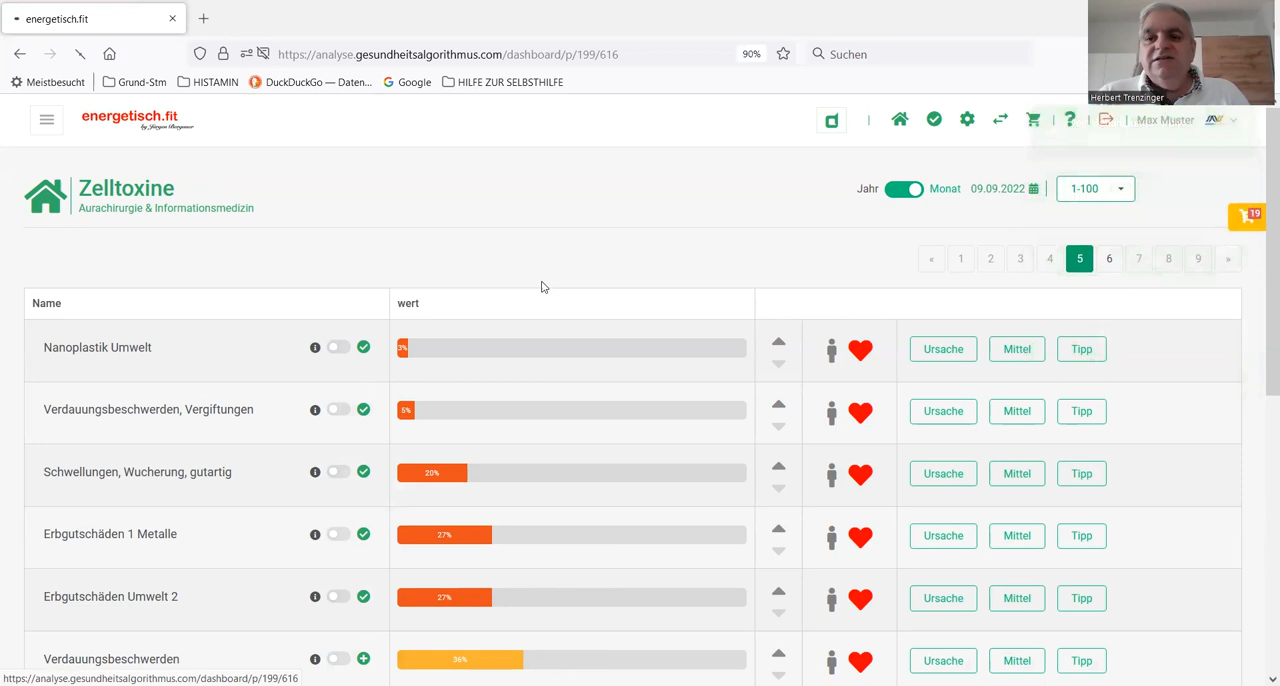 energetisch.fit
https://analyse.gesundheitsalgorithmus.com/dashboard/p/199/616
90%
Suchen
Meistbesucht
Grund-Stm
HISTAMIN
DuckDuckGo — Daten...
Google
HILFE ZUR SELBSTHILFE
Herbert Trenzinger
energetisch.fit
by Jürgen Bergauer
Max Muster
Zelltoxine
Aurachirurgie & Informationsmedizin
Jahr
Monat
09.09.2022
1-100
19
« 1 2 3 4 5 6 7 8 9 »
Name
wert
Nanoplastik Umwelt
3%
Ursache Mittel Tipp
Verdauungsbeschwerden, Vergiftungen
5%
Ursache Mittel Tipp
Schwellungen, Wucherung, gutartig
20%
Ursache Mittel Tipp
Erbgutschäden 1 Metalle
27%
Ursache Mittel Tipp
Erbgutschäden Umwelt 2
27%
Ursache Mittel Tipp
Verdauungsbeschwerden
36%
Ursache Mittel Tipp
https://analyse.gesundheitsalgorithmus.com/dashboard/p/199/616